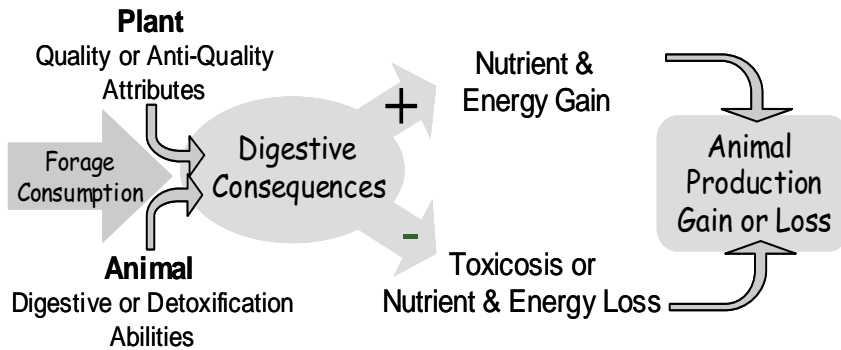 Plant
Quality or Anti-Quality
Attributes
Forage
Consumption
Animal
Digestive or Detoxification
Abilities
Digestive
Consequences
+
-
Nutrient &
Energy Gain
Toxicosis or
Nutrient & Energy Loss
Animal
Production
Gain or Loss